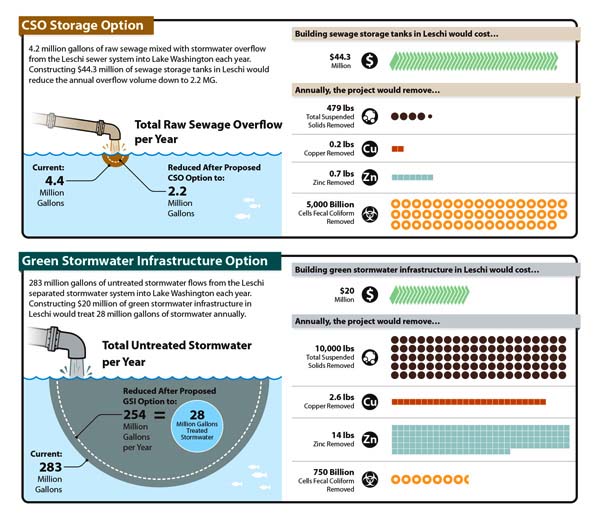 CSO Storage Option
4.2 million gallons of raw sewage mixed with stormwater overflow
from the Leschi sewer system into Lake Washington each year.
Constructing $44.3 million of sewage storage tanks in Leschi would
reduce the annual overflow volume down to 2.2 MG.
Total Raw Sewage Overflow
per Year
Current:
4.4
Million
Gallons
Reduced After Proposed
CSO Option to:
2.2
Million
Gallons
Building sewage storage tanks in Leschi would cost...
$44.3
Million
$
Annually, the project would remove...
479 lbs
Total Suspended
Solids Removed
0.2 lbs
Copper Removed
Cu
0.7 lbs
Zinc Removed
Zn
5,000 Billion
Cells Fecal Coliform
Removed
Green Stormwater Infrastructure Option
283 million gallons of untreated stormwater flows from the Leschi
separated stormwater system into Lake Washington each year.
Constructing $20 million of green stormwater infrastructure in
Leschi would treat 28 million gallons of stormwater annually.
Total Untreated Stormwater
per Year
Reduced After Proposed
GSI Option to:
254
Million
Gallons
per Year
=
28
Million Gallons
Treated
Stormwater
Current:
283
Million
Gallons
Building green stormwater infrastructure in Leschi would cost...
$20
Million
$
Annually, the project would remove...
10,000 lbs
Total Suspended
Solids Removed
2.6 lbs
Copper Removed
Cu
14 lbs
Zinc Removed
Zn
750 Billion
Cells Fecal Coliform
Removed